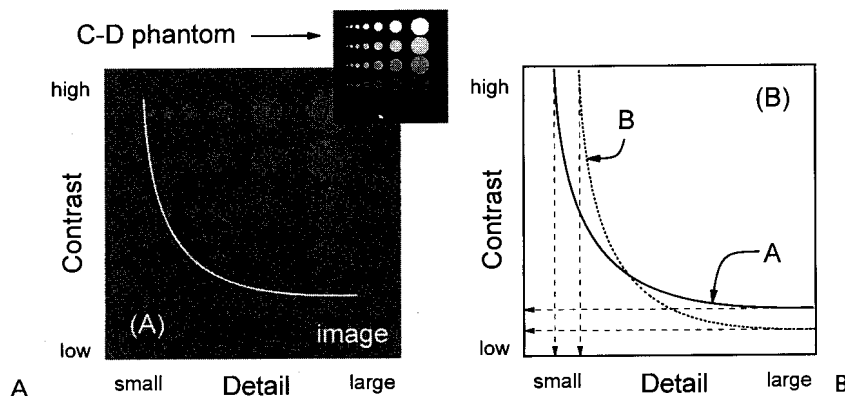 C-D phantom
high
Contrast
low
(A)
image
small Detail large
A
high
Contrast
low
(B)
B
A
small Detail large
B